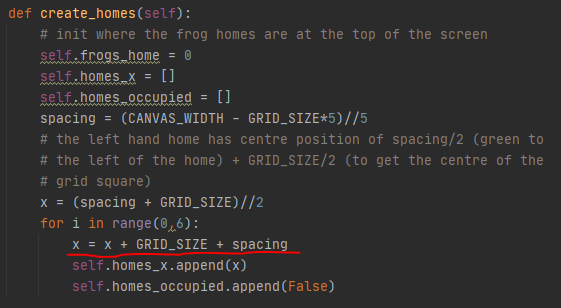 def create_homes(self):
    # init where the frog homes are at the top of the screen
    self.frogs_home = 0
    self.homes_x = []
    self.homes_occupied = []
    spacing = (CANVAS_WIDTH - GRID_SIZE*5)//5
    # the left hand home has centre position of spacing/2 (green to
    # the left of the home) + GRID_SIZE/2 (to get the centre of the
    # grid square)
    x = (spacing + GRID_SIZE)//2
    for i in range(0,6):
        x = x + GRID_SIZE + spacing
        self.homes_x.append(x)
        self.homes_occupied.append(False)